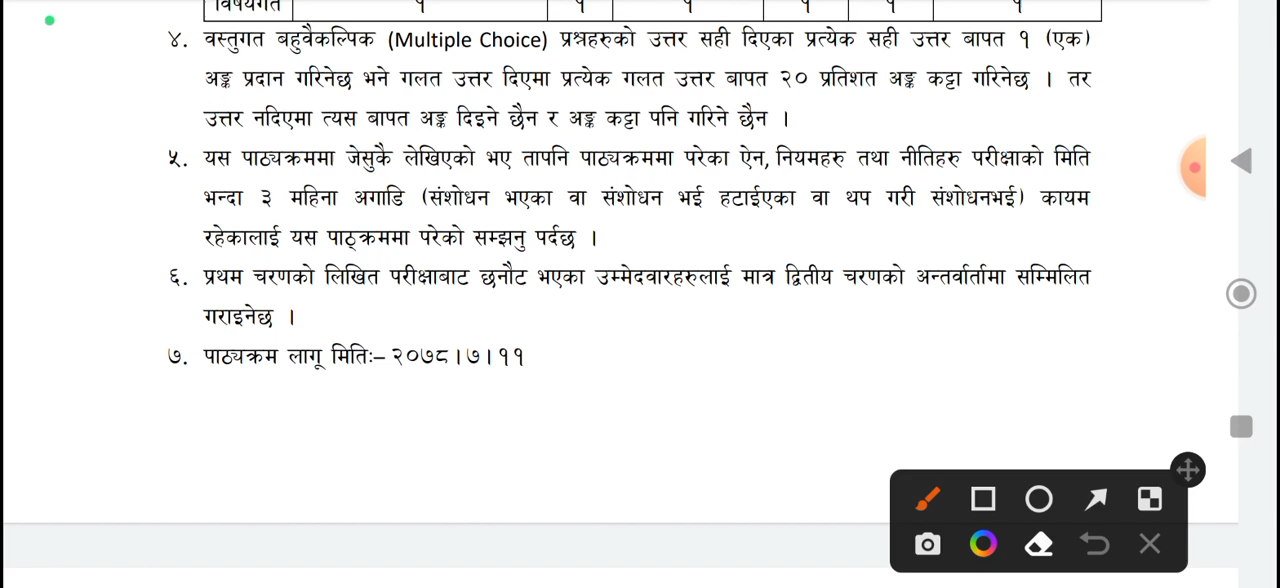 विषयगत १ १ १ १ १ १
४. वस्तुगत बहुवैकल्पिक (Multiple Choice) प्रश्नहरुको उत्तर सही दिएका प्रत्येक सही उत्तर बापत १ (एक)
अङ्क प्रदान गरिनेछ भने गलत उत्तर दिएमा प्रत्येक गलत उत्तर बापत २० प्रतिशत अङ्क कट्टा गरिनेछ । तर
उत्तर नदिएमा त्यस बापत अङ्क दिइने छैन र अङ्क कट्टा पनि गरिने छैन ।
५. यस पाठ्यक्रममा जेसुकै लेखिएको भए तापनि पाठ्यक्रममा परेका ऐन, नियमहरु तथा नीतिहरु परीक्षाको मिति
भन्दा ३ महिना अगाडि (संशोधन भएका वा संशोधन भई हटाईएका वा थप गरी संशोधनभई) कायम
रहेकालाई यस पाठ्क्रममा परेको सम्झनु पर्दछ ।
६. प्रथम चरणको लिखित परीक्षाबाट छनौट भएका उम्मेदवारहरुलाई मात्र द्वितीय चरणको अन्तर्वार्तामा सम्मिलित
गराइनेछ ।
७. पाठ्यक्रम लागू मितिः– २०७८।७।११